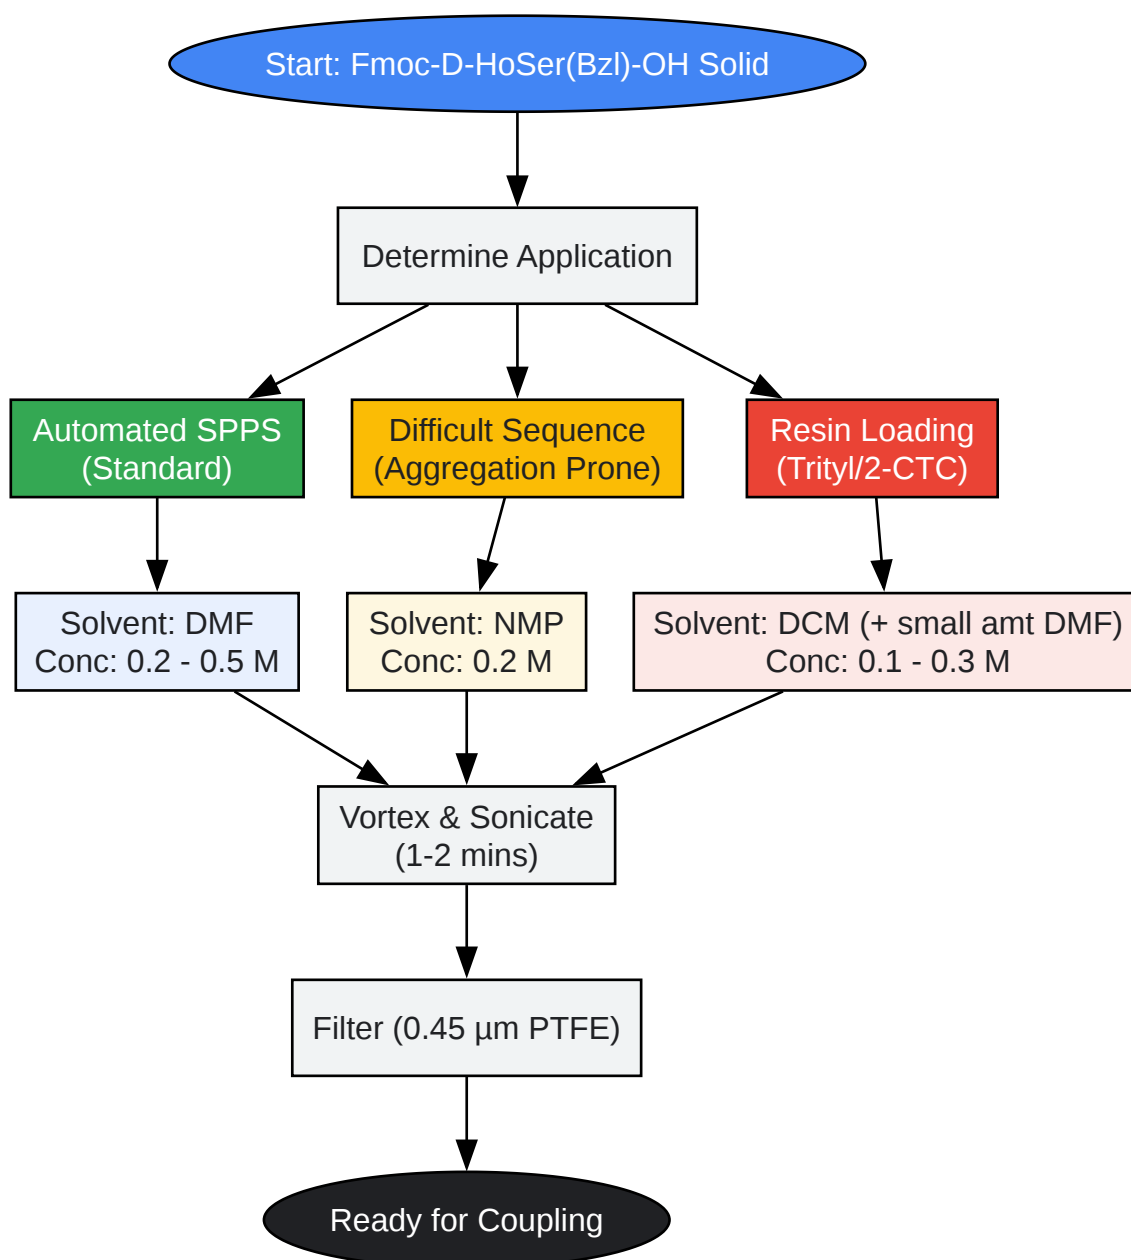 Start: Fmoc-D-HoSer(Bzl)-OH Solid
Determine Application
Automated SPPS
(Standard)
Difficult Sequence
(Aggregation Prone)
Resin Loading
(Trityl/2-CTC)
Solvent: DMF
Conc: 0.2 - 0.5 M
Solvent: NMP
Conc: 0.2 M
Solvent: DCM (+ small amt DMF)
Conc: 0.1 - 0.3 M
Vortex & Sonicate
(1-2 mins)
Filter (0.45 µm PTFE)
Ready for Coupling